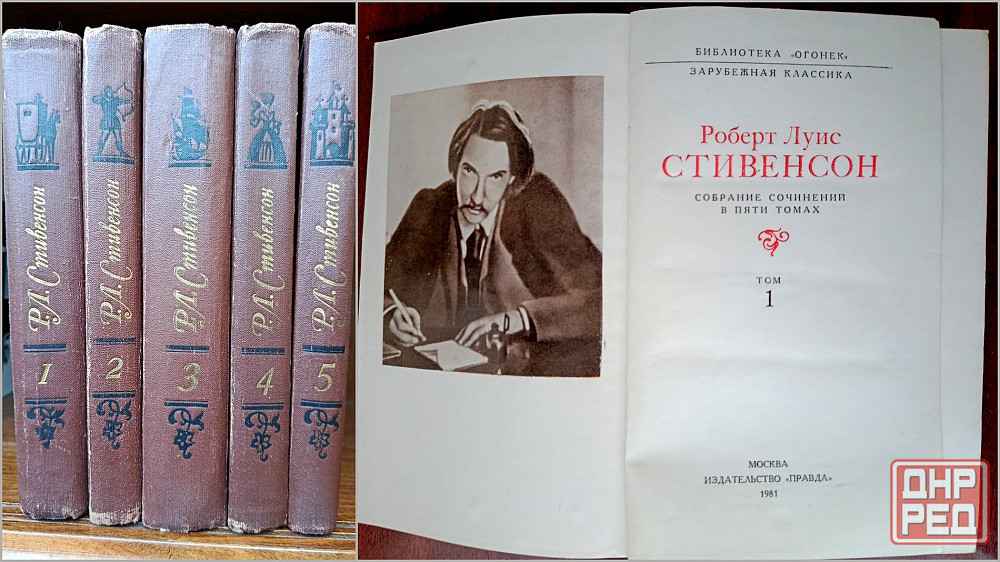 Р.Л. Стивенсон
1
Р.Л. Стивенсон
2
Р.Л. Стивенсон
3
Р.Л. Стивенсон
4
Р.Л. Стивенсон
5
БИБЛИОТЕКА «ОГОНЕК»
ЗАРУБЕЖНАЯ КЛАССИКА
Роберт Луис
СТИВЕНСОН
СОБРАНИЕ СОЧИНЕНИЙ
В ПЯТИ ТОМАХ
ТОМ
1
МОСКВА
ИЗДАТЕЛЬСТВО «ПРАВДА»
1981
ДНР
РЕД